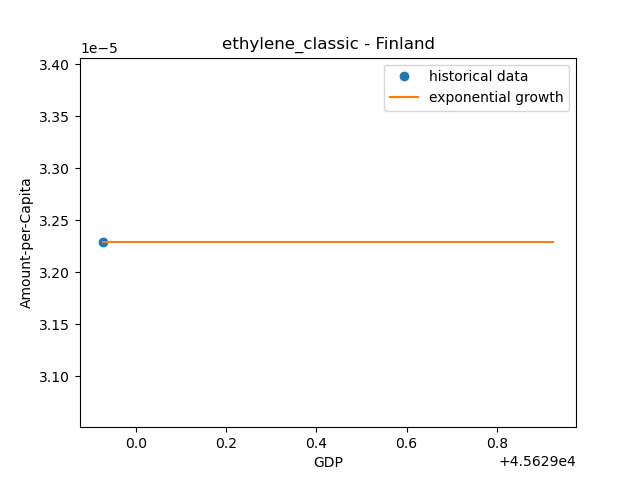 ethylene_classic - Finland
1e−5
3.40
3.35
3.30
3.25
3.20
3.15
3.10
Amount-per-Capita
historical data
exponential growth
0.0 0.2 0.4 0.6 0.8
GDP
+4.5629e4